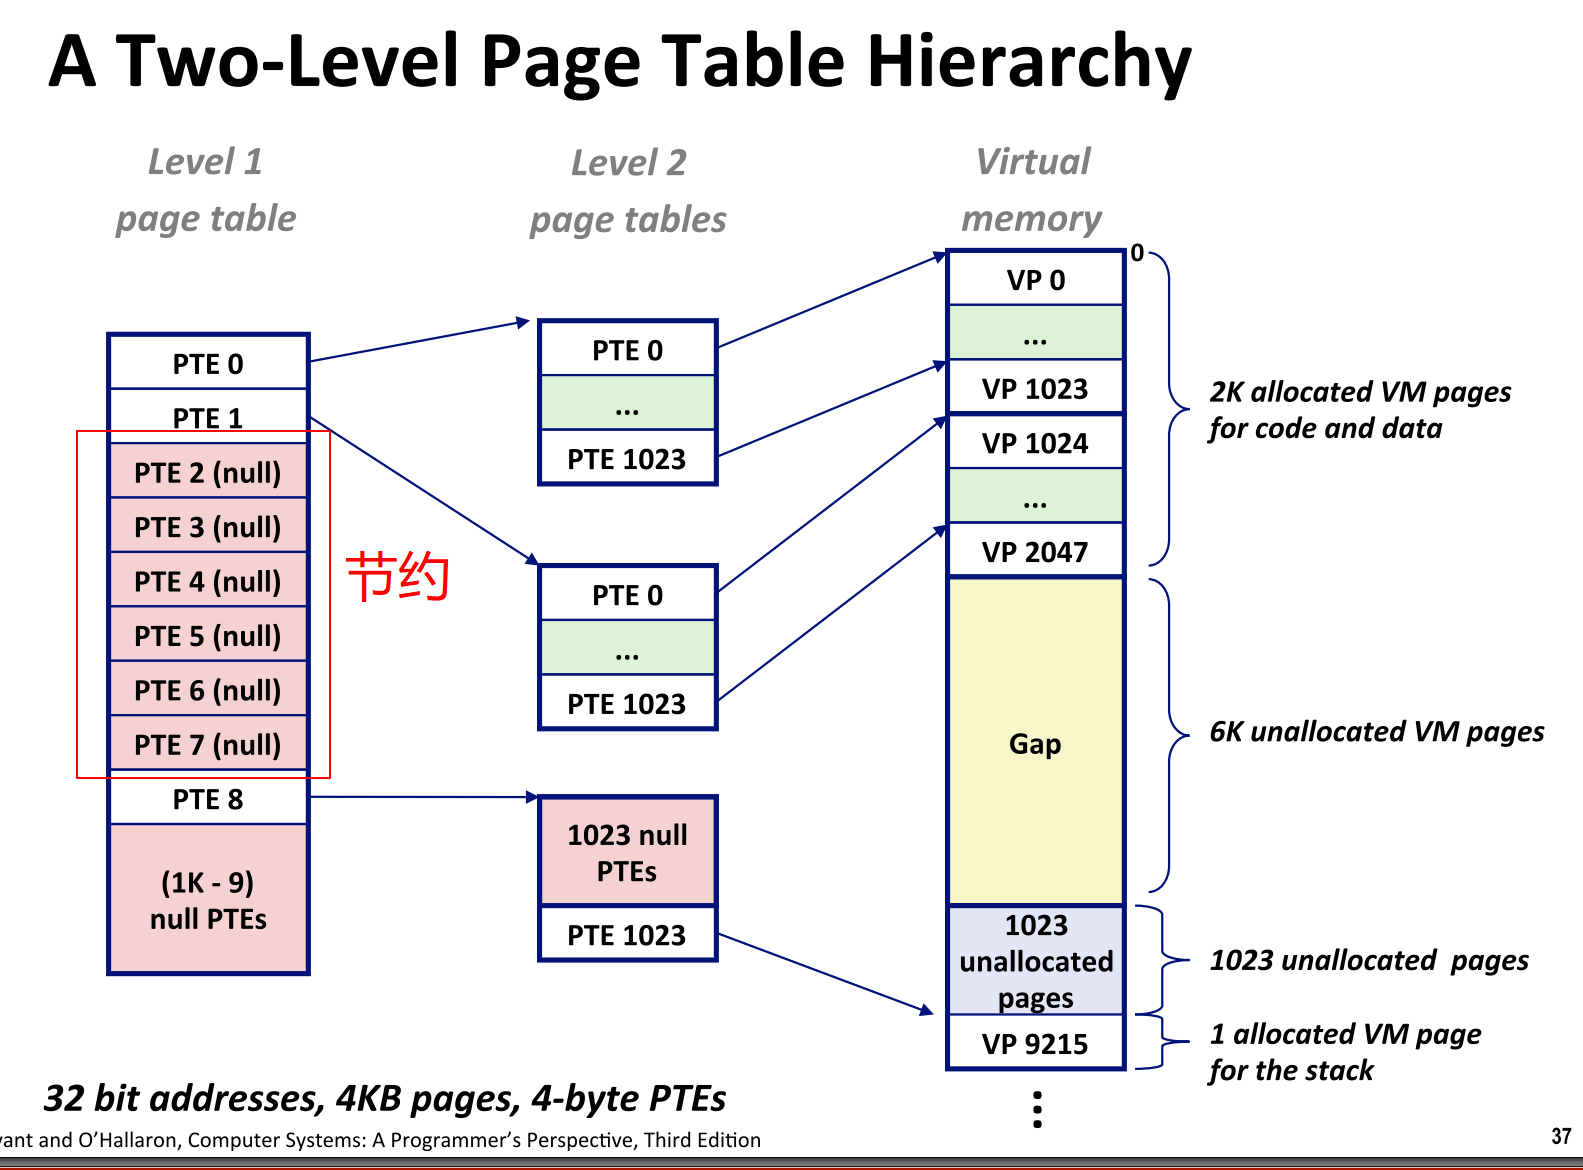 A Two-Level Page Table Hierarchy
Level 1
page table
Level 2
page tables
Virtual
memory
PTE 0
PTE 1
PTE 2 (null)
PTE 3 (null)
PTE 4 (null)
PTE 5 (null)
PTE 6 (null)
PTE 7 (null)
PTE 8
(1K - 9)
null PTEs
节约
PTE 0
...
PTE 1023
PTE 0
...
PTE 1023
1023 null
PTEs
PTE 1023
0
VP 0
...
VP 1023
VP 1024
...
VP 2047
Gap
1023
unallocated
pages
VP 9215
2K allocated VM pages
for code and data
6K unallocated VM pages
1023 unallocated pages
1 allocated VM page
for the stack
32 bit addresses, 4KB pages, 4-byte PTEs
and O'Hallaron, Computer Systems: A Programmer's Perspective, Third Edition
37